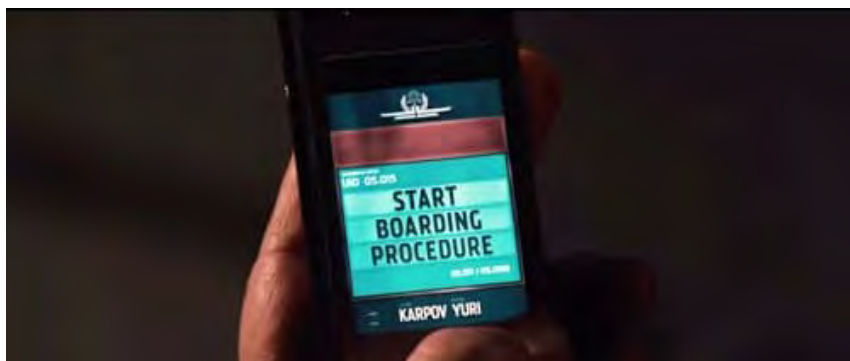 UID 05.015
START
BOARDING
PROCEDURE
KARPOV YURI